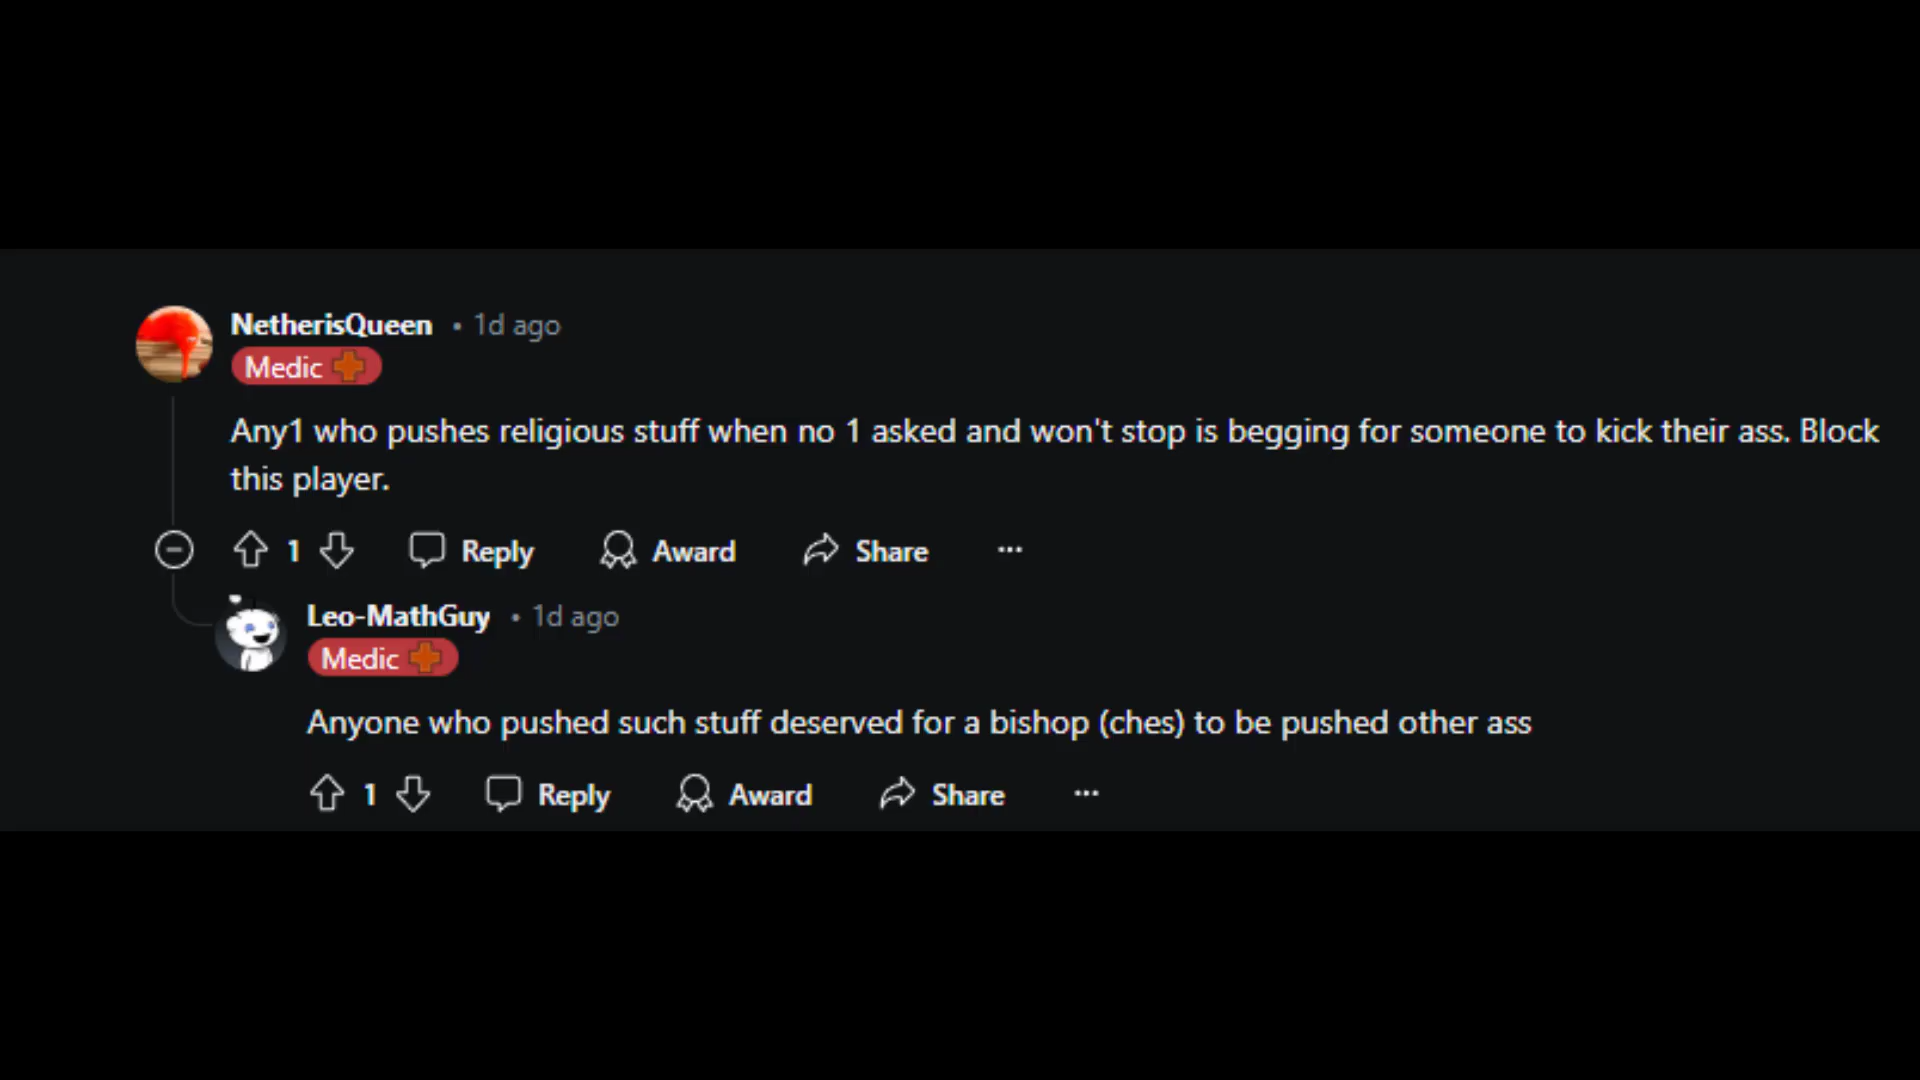 NetherisQueen • 1d ago
Medic
Any1 who pushes religious stuff when no 1 asked and won't stop is begging for someone to kick their ass. Block
this player.
1 Reply Award Share ...
Leo-MathGuy • 1d ago
Medic
Anyone who pushed such stuff deserved for a bishop (ches) to be pushed other ass
1 Reply Award Share ...